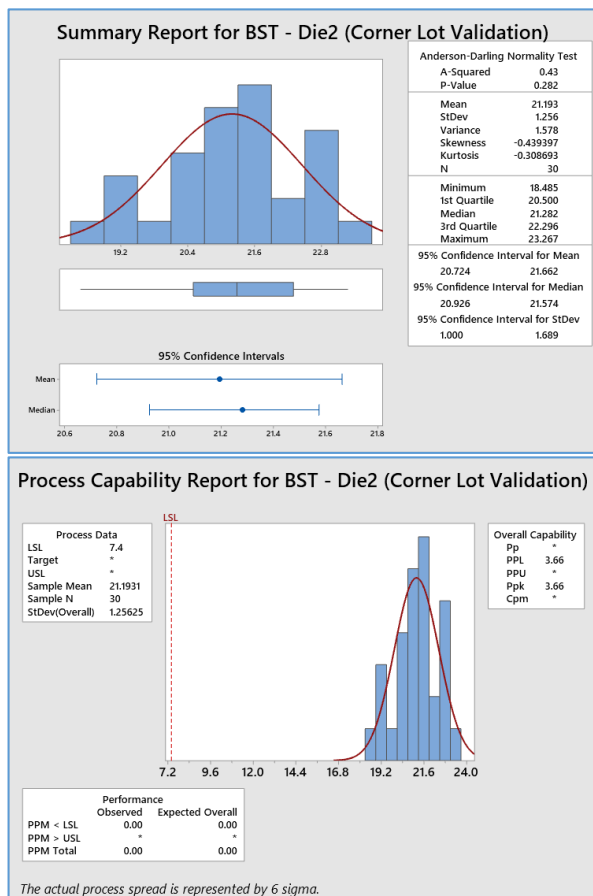 Summary Report for BST - Die2 (Corner Lot Validation)
Anderson-Darling Normality Test
A-Squared 0.43
P-Value 0.282
Mean 21.193
StDev 1.256
Variance 1.578
Skewness -0.439397
Kurtosis -0.308693
N 30
Minimum 18.485
1st Quartile 20.500
Median 21.282
3rd Quartile 22.296
Maximum 23.267
95% Confidence Interval for Mean
20.724 21.662
95% Confidence Interval for Median
20.926 21.574
95% Confidence Interval for StDev
1.000 1.689
19.2 20.4 21.6 22.8
95% Confidence Intervals
Mean
Median
20.6 20.8 21.0 21.2 21.4 21.6 21.8
Process Capability Report for BST - Die2 (Corner Lot Validation)
LSL
Process Data
LSL 7.4
Target *
USL *
Sample Mean 21.1931
Sample N 30
StDev(Overall) 1.25625
Overall Capability
Pp *
PPL 3.66
PPU *
Ppk 3.66
Cpm *
7.2 9.6 12.0 14.4 16.8 19.2 21.6 24.0
Performance
Observed Expected Overall
PPM < LSL 0.00 0.00
PPM > USL * *
PPM Total 0.00 0.00
The actual process spread is represented by 6 sigma.